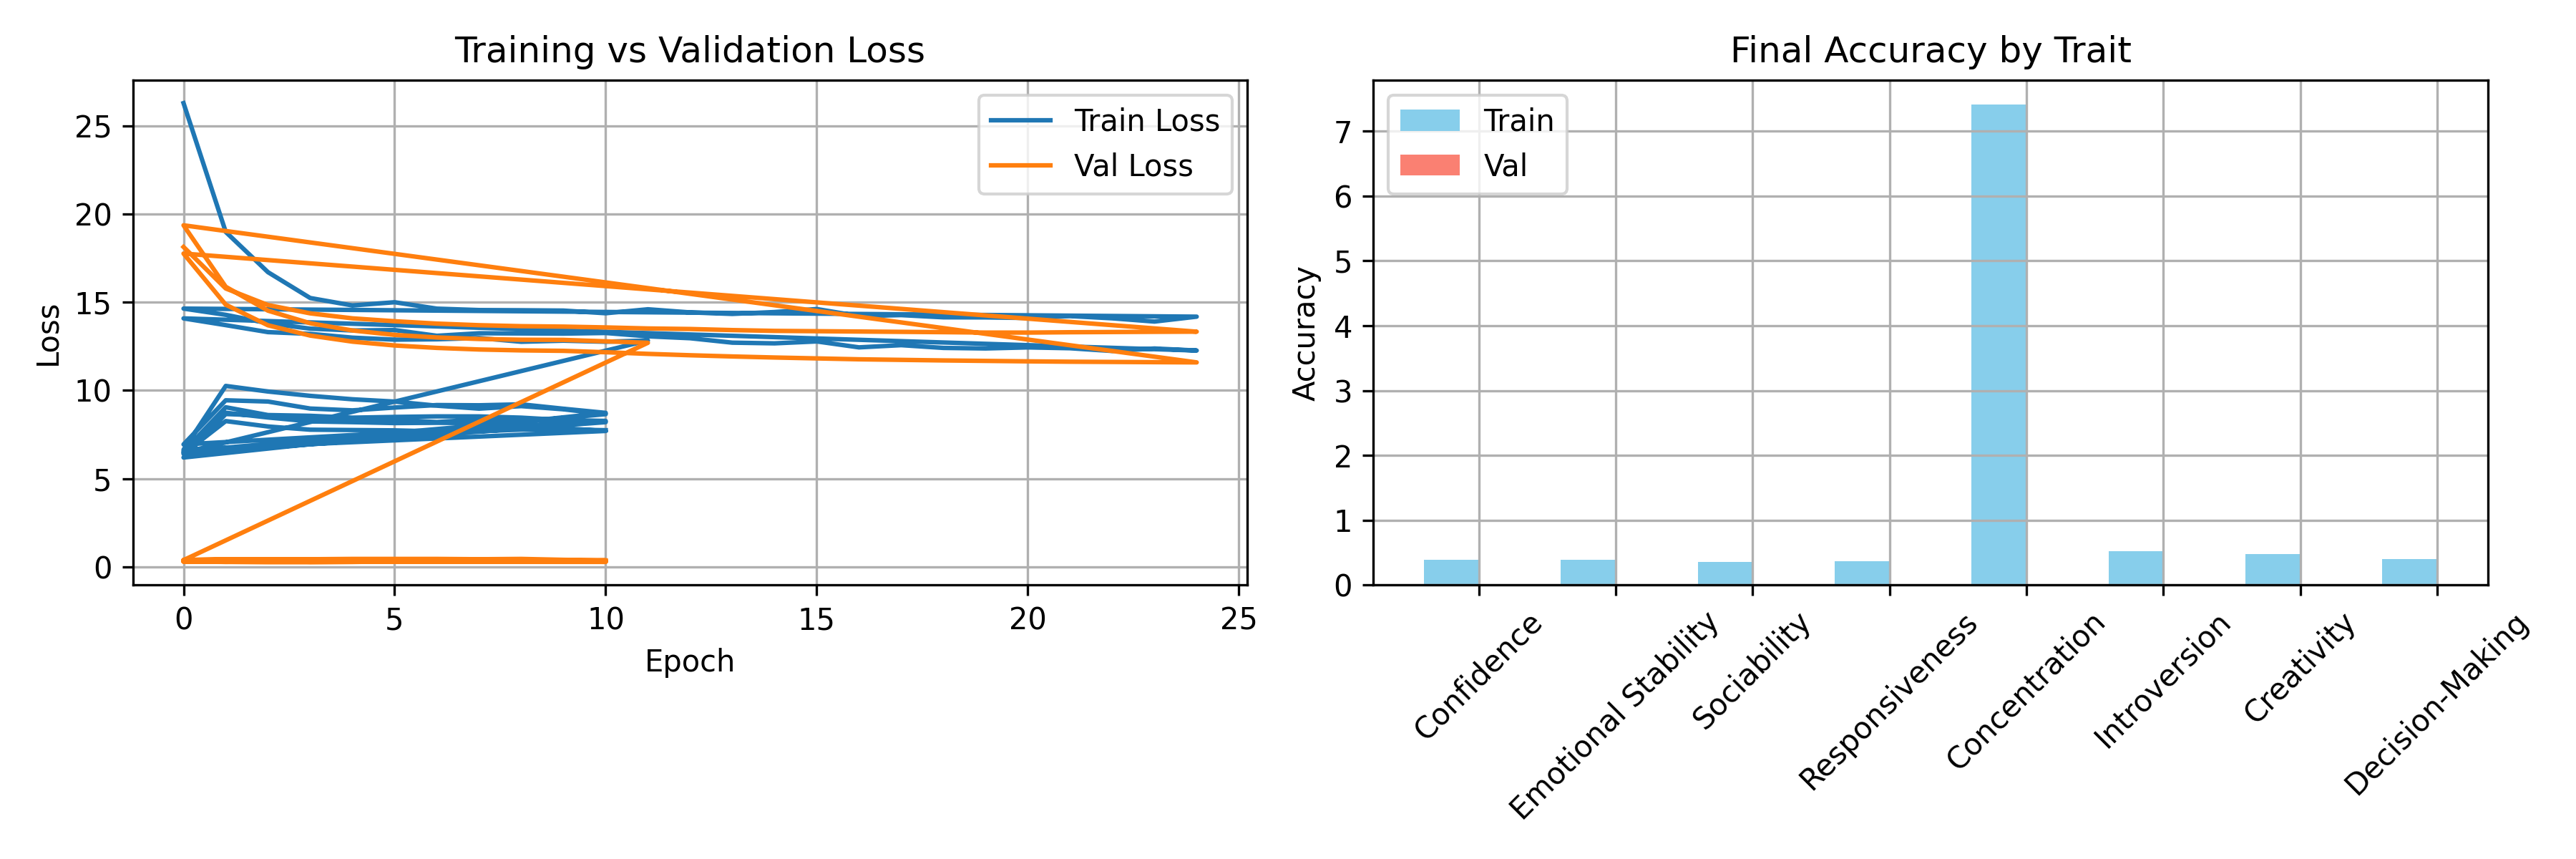 Training vs Validation Loss
Train Loss
Val Loss
25
20
15
10
5
0
Loss
0 5 10 15 20 25
Epoch
Final Accuracy by Trait
Train
Val
7
6
5
4
3
2
1
0
Accuracy
Confidence
Emotional Stability
Sociability
Responsiveness
Concentration
Introversion
Creativity
Decision-Making